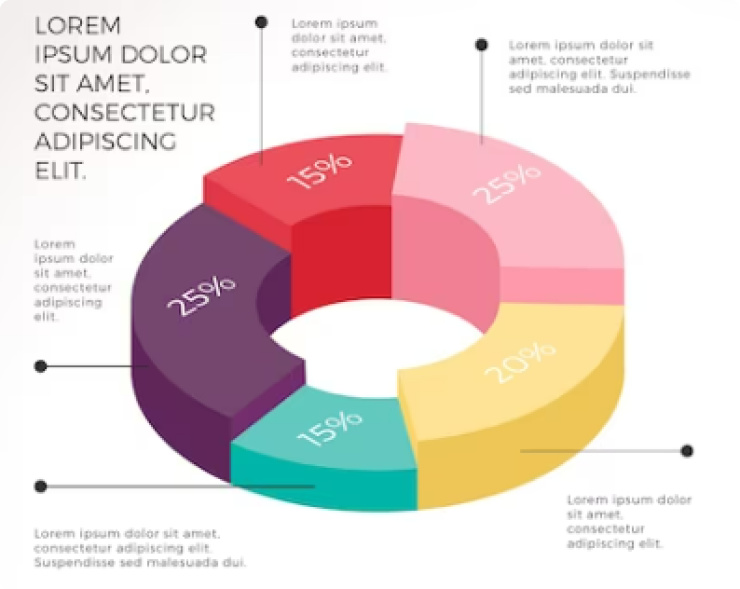 LOREM
IPSUM DOLOR
SIT AMET,
CONSECTETUR
ADIPISCING
ELIT.
Lorem ipsum
dolor sit amet,
consectetur
adipiscing elit.
Lorem ipsum dolor sit
amet, consectetur
adipiscing elit. Suspendisse
sed malesuada dui.
15%
25%
Lorem
ipsum dolor
sit amet,
consectetur
adipiscing
elit.
25%
20%
15%
Lorem ipsum dolor
sit amet,
consectetur
adipiscing elit.
Lorem ipsum dolor sit amet,
consectetur adipiscing elit.
Suspendisse sed malesuada dui.